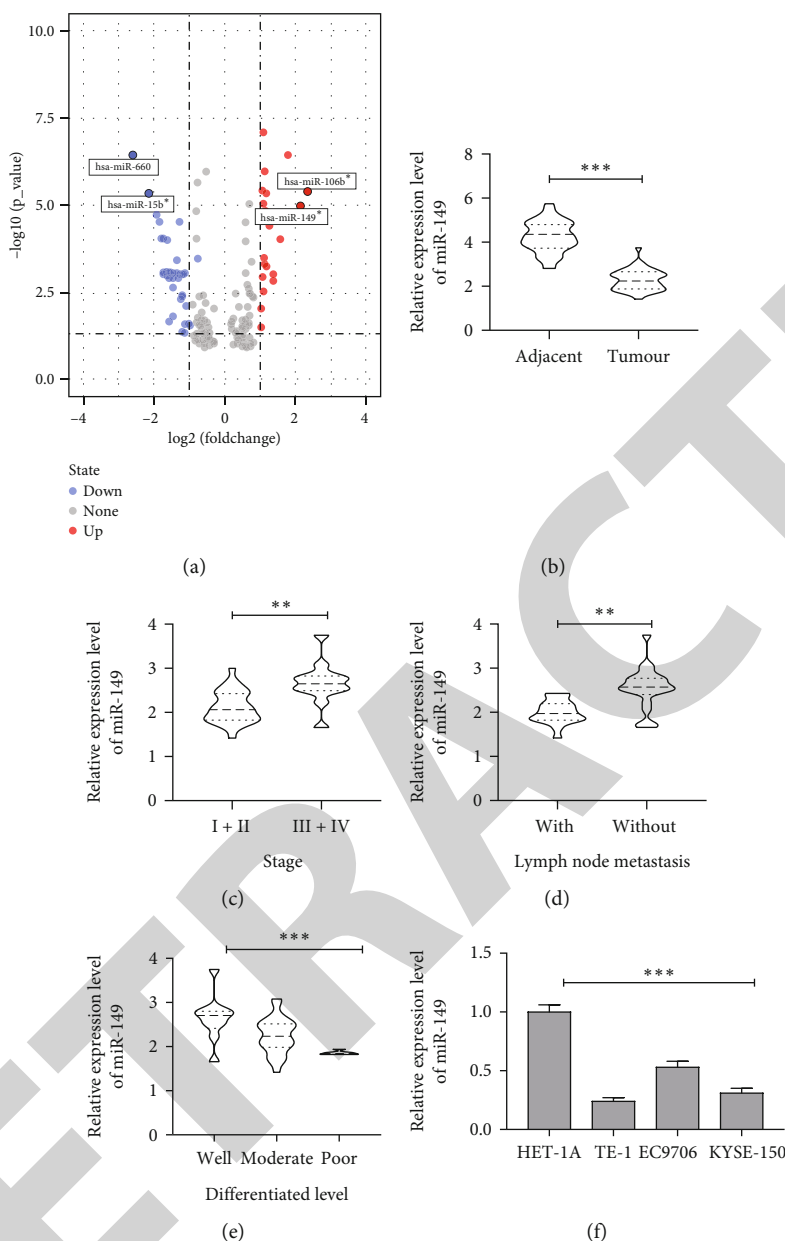 10.0
7.5
5.0
2.5
0.0
−log10 (p_value)
hsa-miR-660
hsa-miR-15b*
hsa-miR-106b*
hsa-miR-149*
−4 −2 0 2 4
log2 (foldchange)
State
Down
None
Up
(a)
Relative expression level
of miR-149
8
6
4
2
0
***
Adjacent Tumour
(b)
Relative expression level
of miR-149
4
3
2
1
0
**
I + II III + IV
Stage
(c)
Relative expression level
of miR-149
4
3
2
1
0
**
With Without
Lymph node metastasis
(d)
Relative expression level
of miR-149
4
3
2
1
0
***
Well Moderate Poor
Differentiated level
(e)
Relative expression level
of miR-149
1.5
1.0
0.5
0.0
***
HET-1A TE-1 EC9706 KYSE-150
(f)
ETRACT